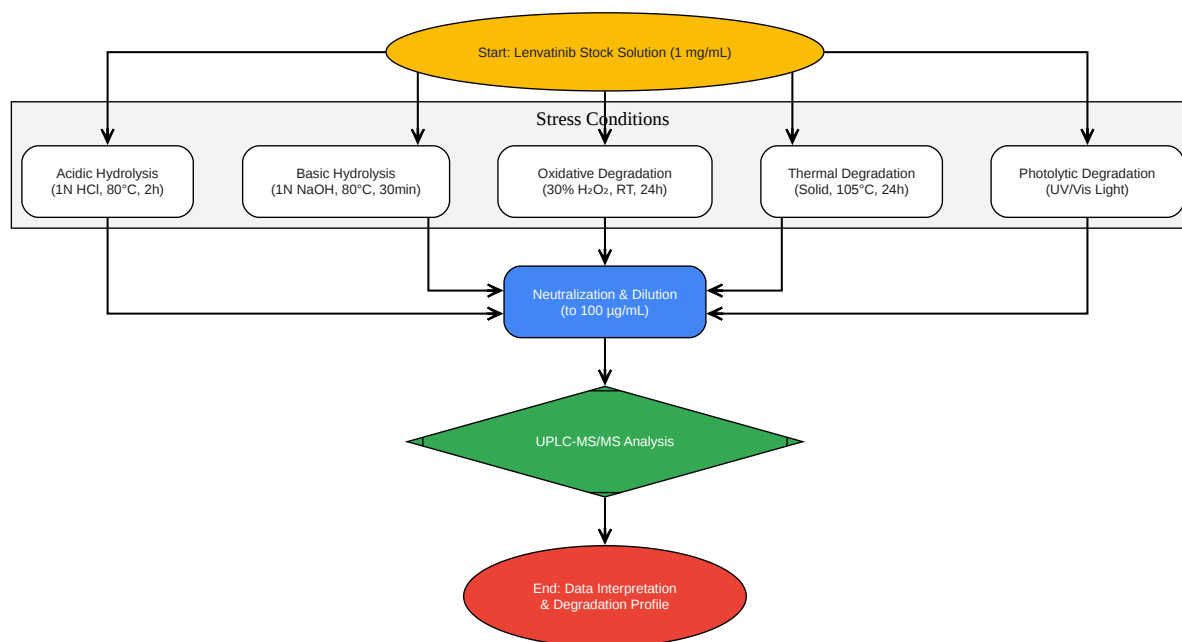 Start: Lenvatinib Stock Solution (1 mg/mL)
Stress Conditions
Acidic Hydrolysis
(1N HCl, 80°C, 2h)
Basic Hydrolysis
(1N NaOH, 80°C, 30min)
Oxidative Degradation
(30% H₂O₂, RT, 24h)
Thermal Degradation
(Solid, 105°C, 24h)
Photolytic Degradation
(UV/Vis Light)
Neutralization & Dilution
(to 100 µg/mL)
UPLC-MS/MS Analysis
End: Data Interpretation
& Degradation Profile